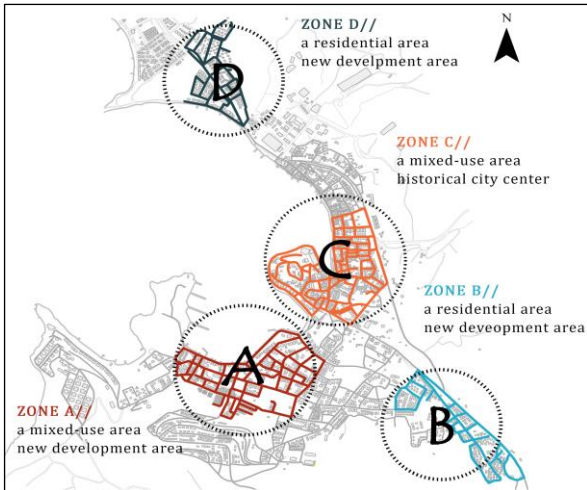 ZONE D//
a residential area
new develpment area
N
D
ZONE C//
a mixed-use area
historical city center
C
ZONE B//
a residential area
new deveopment area
A
ZONE A//
a mixed-use area
new development area
B